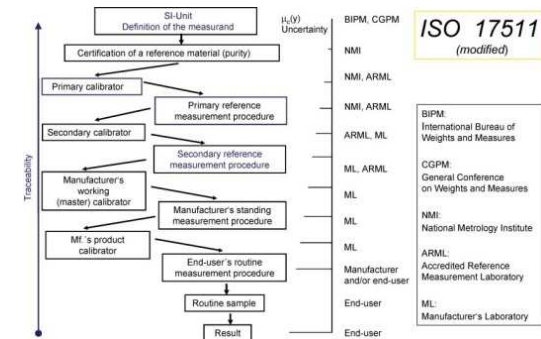 SI-Unit
Definition of the measurand
Certification of a reference material (purity)
Primary calibrator
Primary reference
measurement procedure
Secondary calibrator
Secondary reference
measurement procedure
Manufacturer's
working
(master) calibrator
Manufacturer's standing
measurement procedure
Mf.´s product
calibrator
End-user's routine
measurement procedure
Routine sample
Result
Traceability
µc(y)
Uncertainty
BIPM, CGPM
NMI
NMI, ARML
NMI, ARML
ARML, ML
ML, ARML
ML
ML
ML
Manufacturer
and/or end-user
End-user
End-user
ISO 17511
(modified)
BIPM:
International Bureau of
Weights and Measures
CGPM:
General Conference
on Weights and Measures
NMI:
National Metrology Institute
ARML:
Accredited Reference
Measurement Laboratory
ML:
Manufacturer's Laboratory